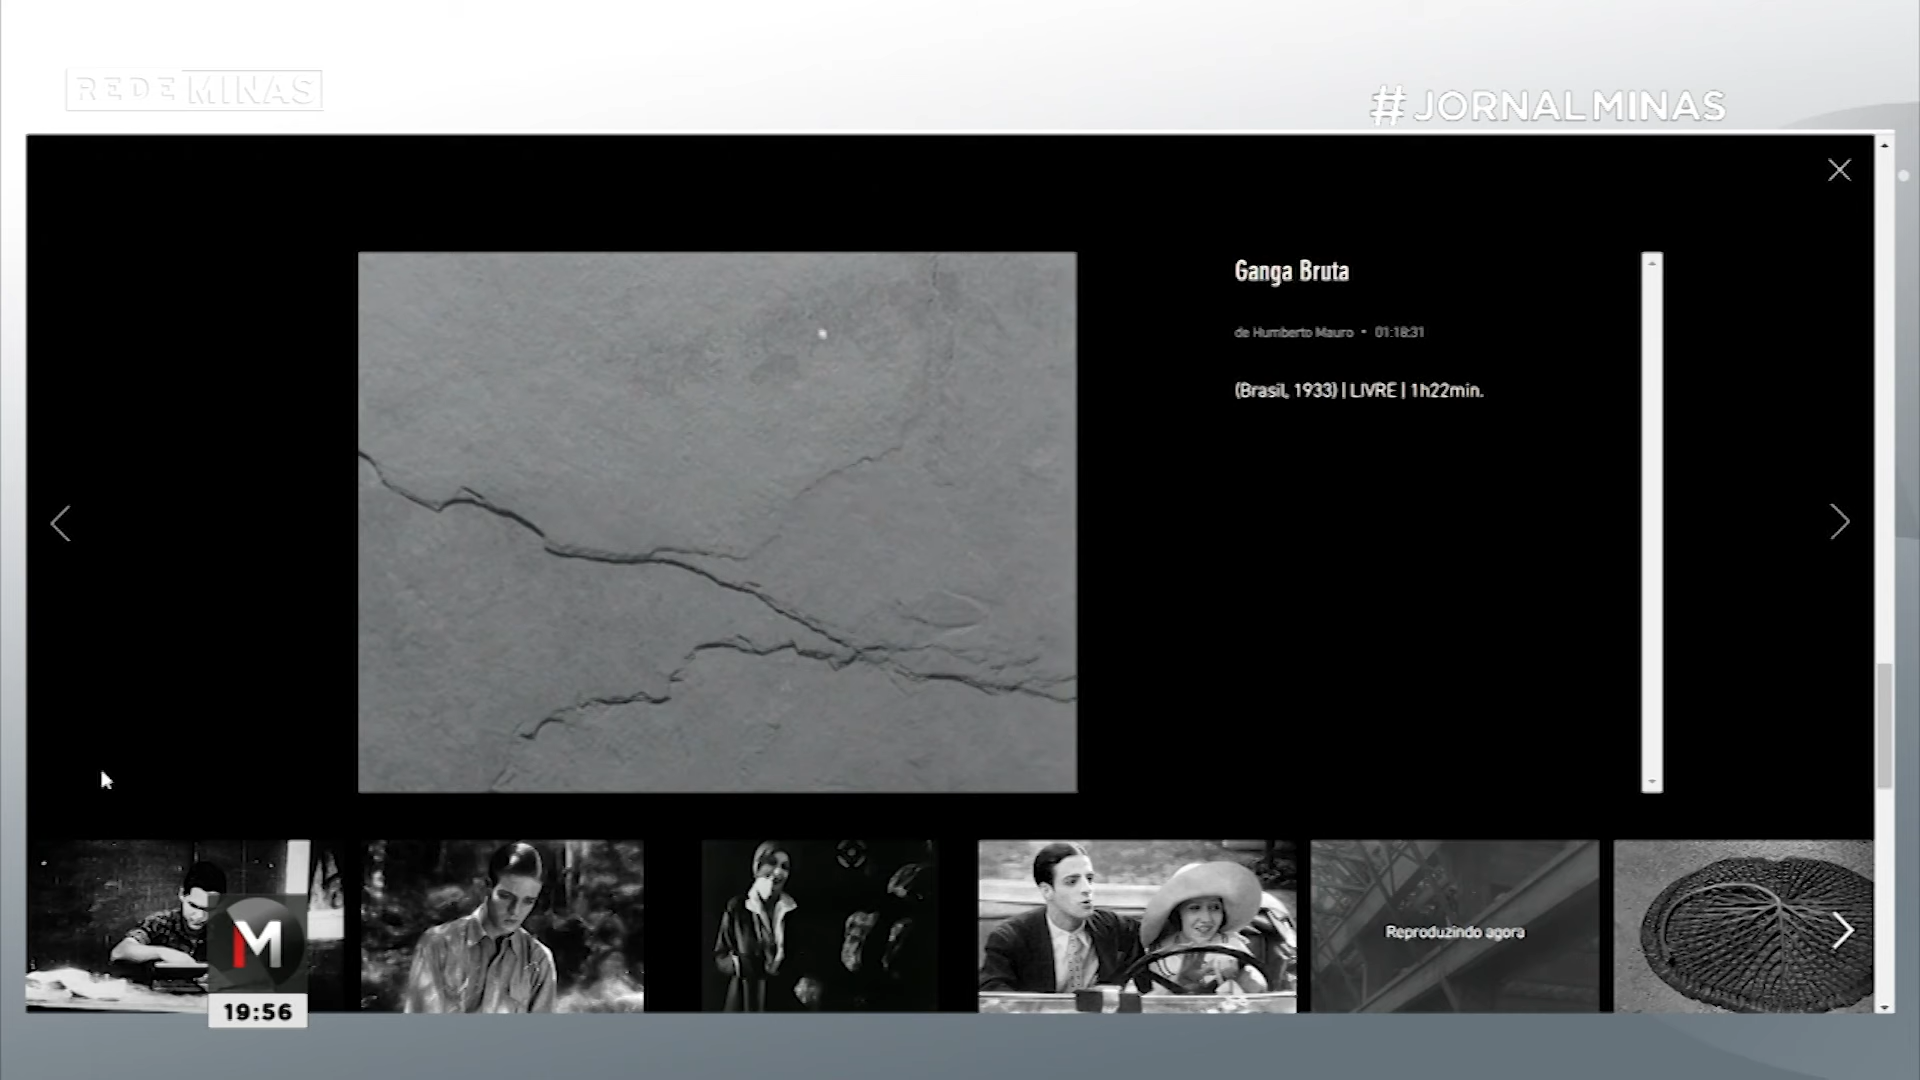 REDE MINAS
#JORNALMINAS
Ganga Bruta
de Humberto Mauro • 01:18:31
(Brasil, 1933) | LIVRE | 1h22min.
Reproduzindo agora
M
19:56